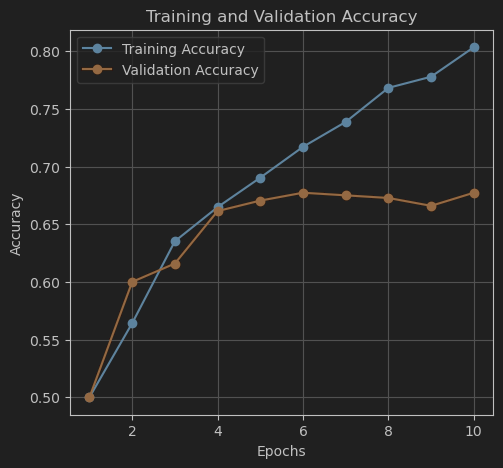 Training and Validation Accuracy
Training Accuracy
Validation Accuracy
0.80
0.75
0.70
0.65
0.60
0.55
0.50
Accuracy
2 4 6 8 10
Epochs